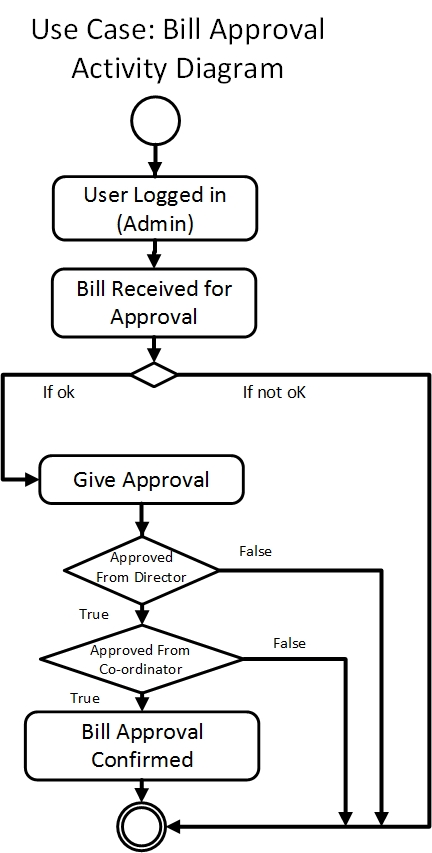 Use Case: Bill Approval
Activity Diagram
User Logged in
(Admin)
Bill Received for
Approval
If ok
If not oK
Give Approval
Approved
From Director
False
True
Approved From
Co-ordinator
False
True
Bill Approval
Confirmed